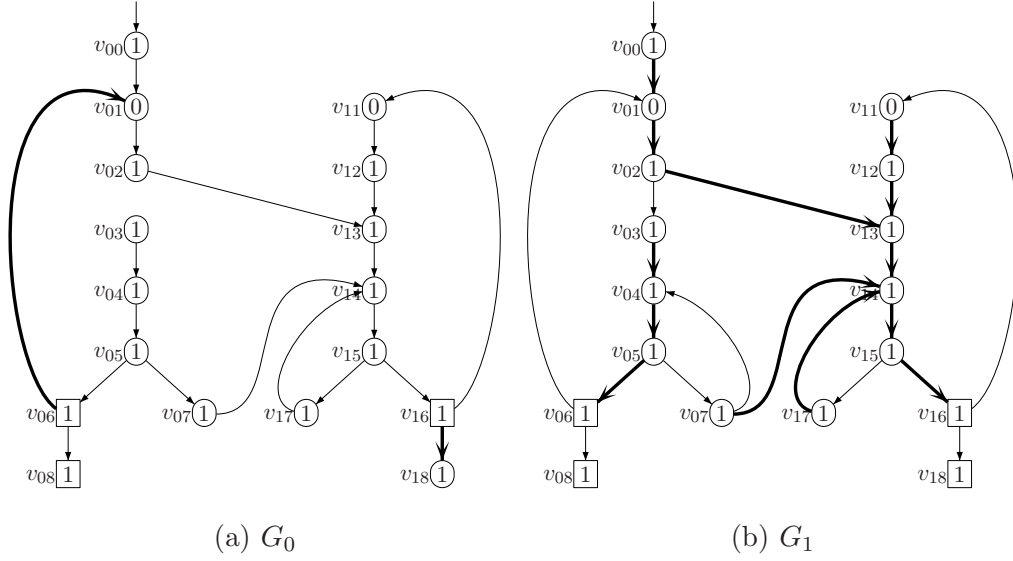 v00 1 v00 1
v01 0 v11 0 v01 0 v11 0
v02 1 v12 1 v02 1 v12 1
v03 1 v13 1 v03 1 v13 1
v04 1 v14 1 v04 1 v14 1
v05 1 v15 1 v05 1 v15 1
v06 1 v07 1 v17 1 v16 1 v06 1 v07 1 v17 1 v16 1
v08 1 v18 1 v08 1 v18 1
(a) G0 (b) G1